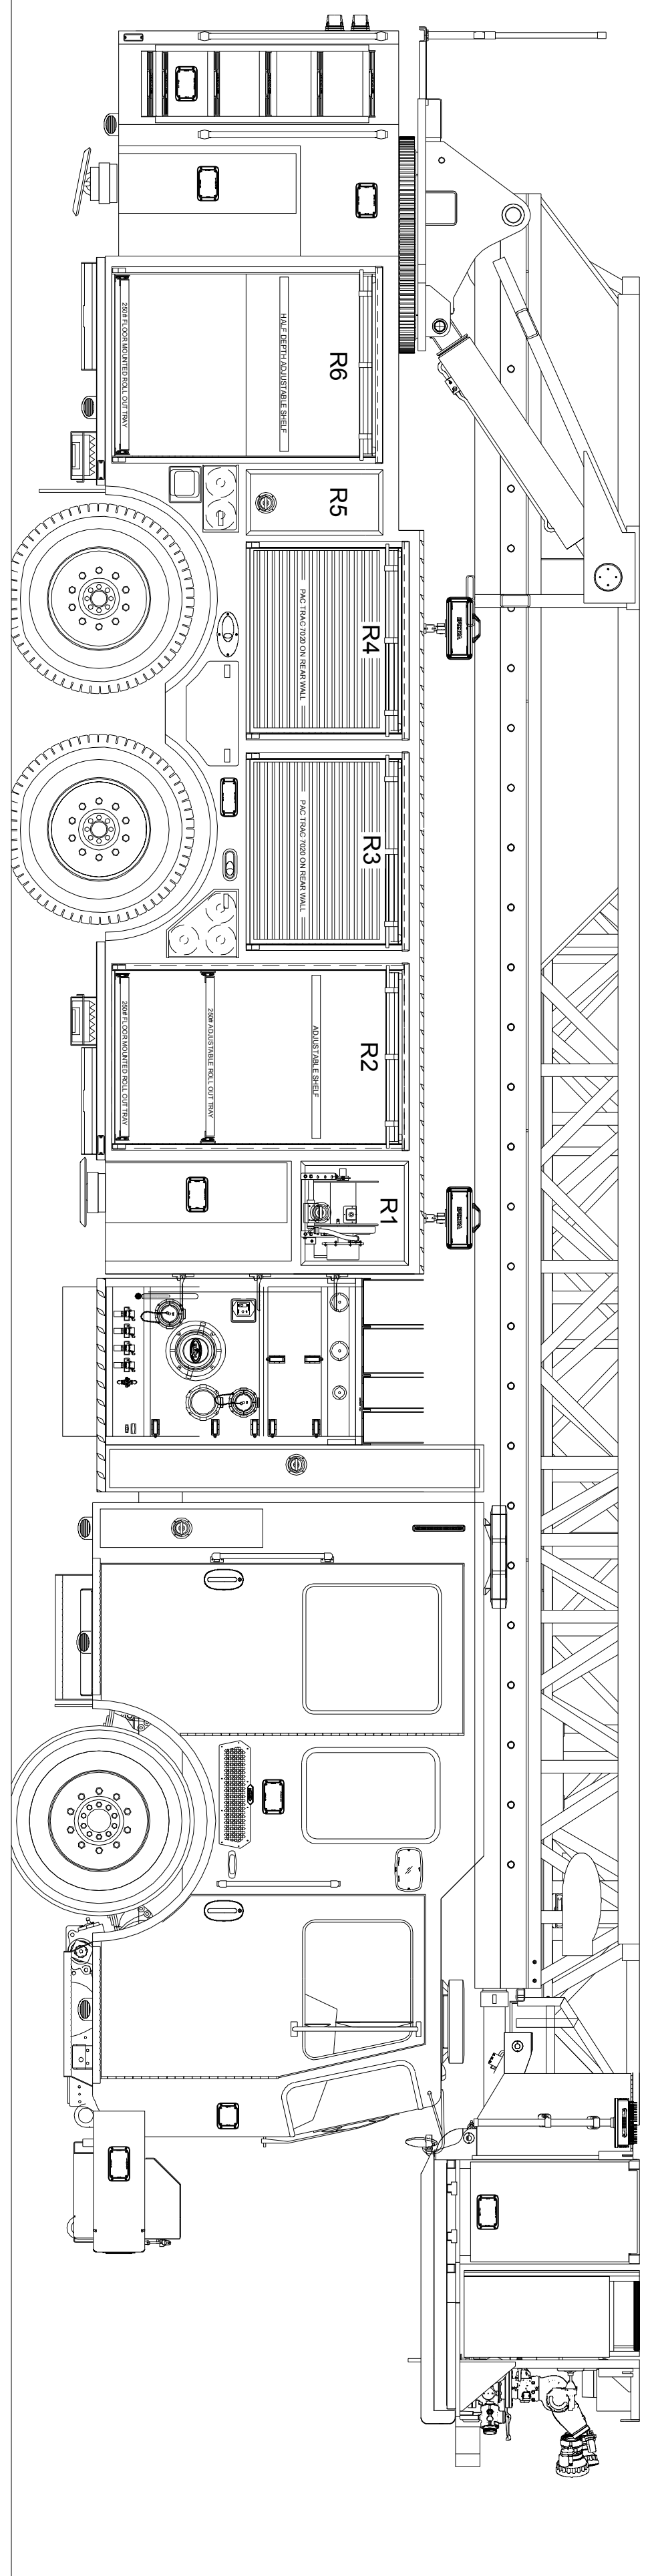 R6
HALF DEPTH ADJUSTABLE SHELF
250# FLOOR MOUNTED ROLL OUT TRAY
R5
R4
PAC TRAC 7020 ON REAR WALL
R3
PAC TRAC 7020 ON REAR WALL
R2
ADJUSTABLE SHELF
250# ADJUSTABLE ROLL OUT TRAY
250# FLOOR MOUNTED ROLL OUT TRAY
R1